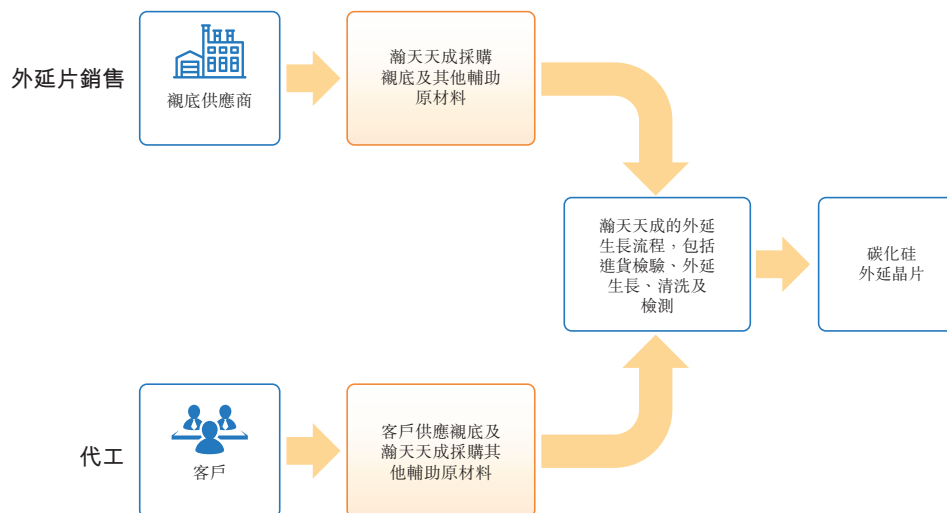 外延片銷售
襯底供應商
瀚天天成採購
襯底及其他輔助
原材料
瀚天天成的外延
生長流程，包括
進貨檢驗、外延
生長、清洗及
檢測
碳化硅
外延晶片
代工
客戶
客戶供應襯底及
瀚天天成採購其
他輔助原材料